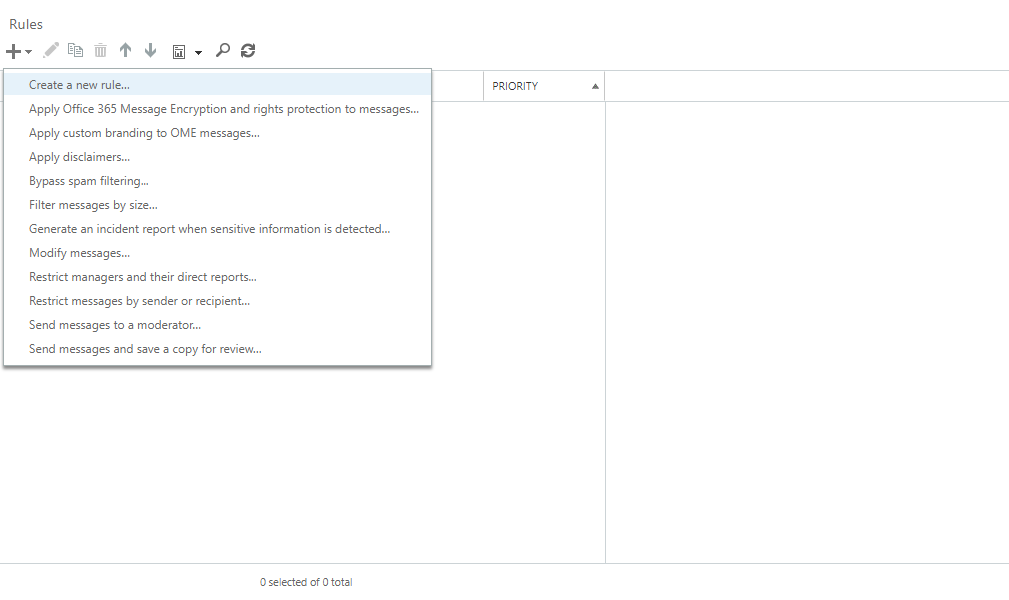 Rules
PRIORITY
Create a new rule...
Apply Office 365 Message Encryption and rights protection to messages...
Apply custom branding to OME messages...
Apply disclaimers...
Bypass spam filtering...
Filter messages by size...
Generate an incident report when sensitive information is detected...
Modify messages...
Restrict managers and their direct reports...
Restrict messages by sender or recipient...
Send messages to a moderator...
Send messages and save a copy for review...
0 selected of 0 total